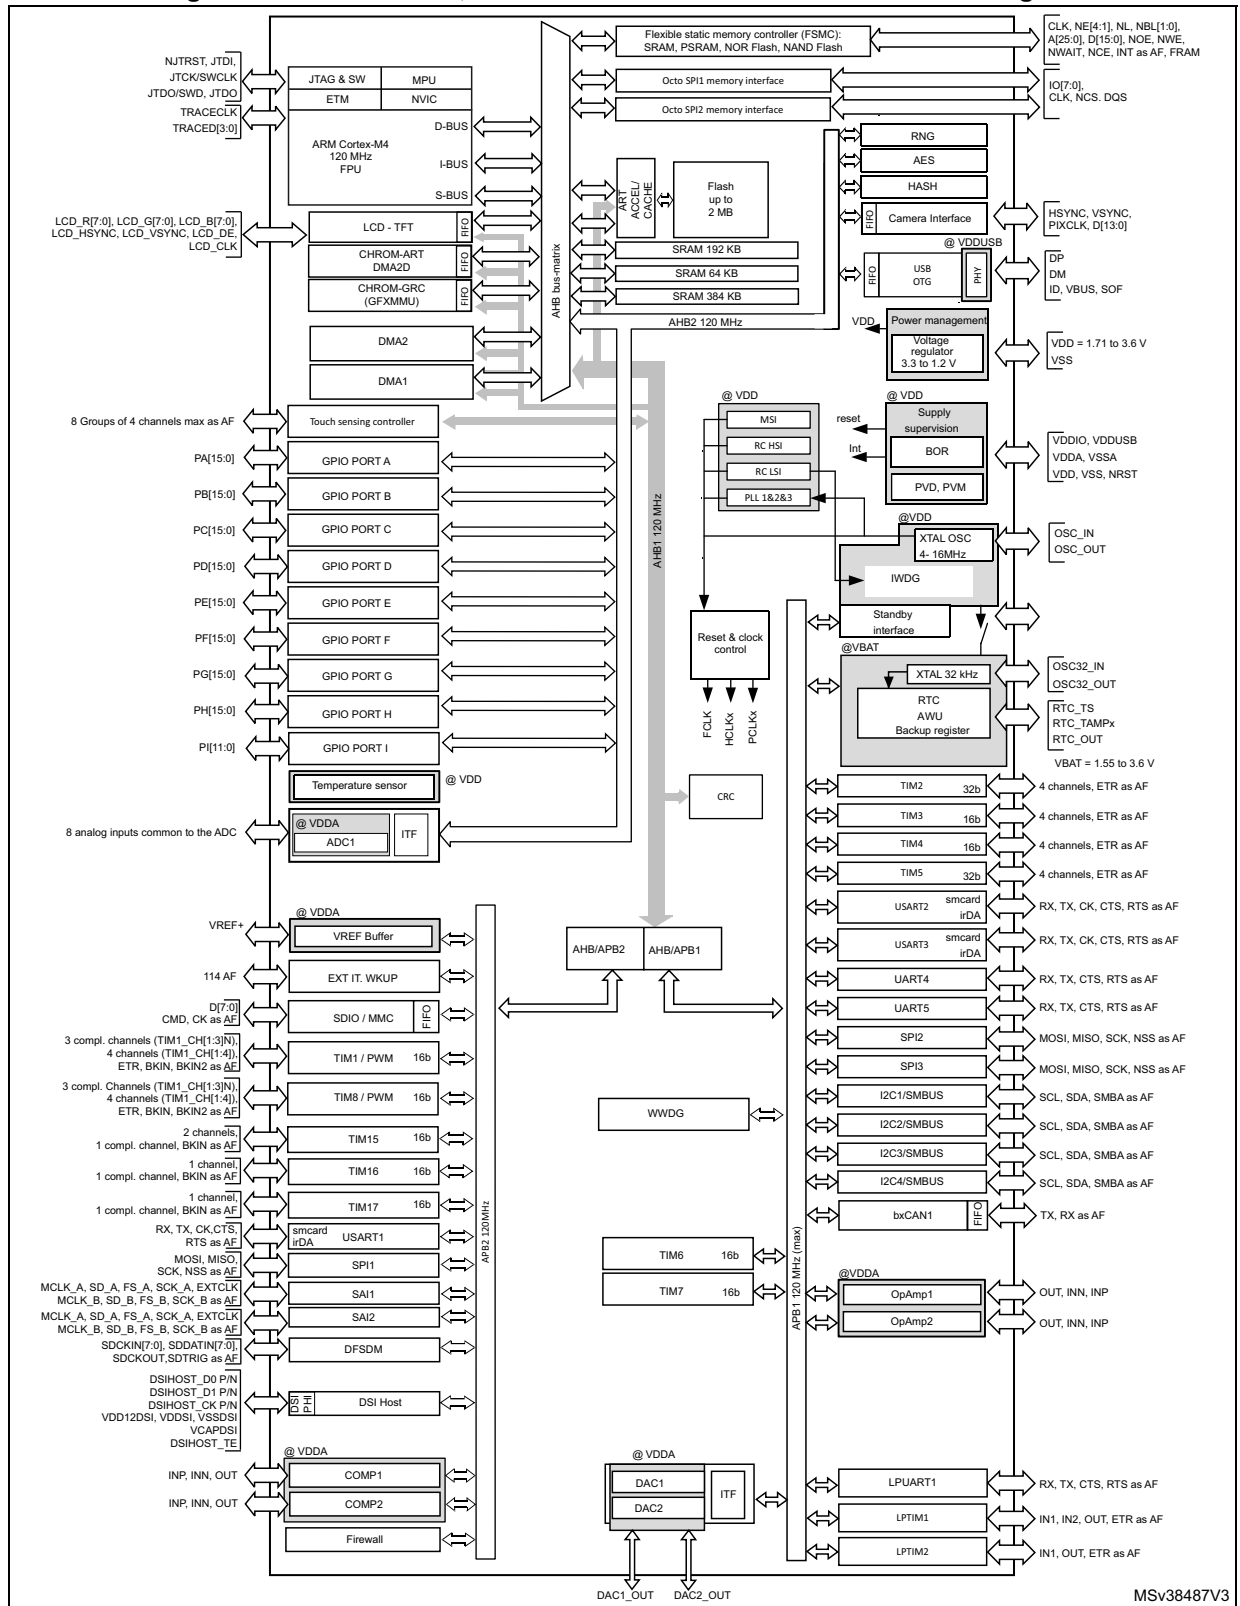 Flexible static memory controller (FSMC):
SRAM, PSRAM, NOR Flash, NAND Flash
CLK, NE[4:1], NL, NBL[1:0],
A[25:0], D[15:0], NOE, NWE,
NWAIT, NCE, INT as AF, FRAM
NJTRST, JTDI,
JTCK/SWCLK
JTDO/SWD, JTDO
TRACECLK
TRACED[3:0]
JTAG & SW
MPU
ETM
NVIC
ARM Cortex-M4
120 MHz
FPU
D-BUS
I-BUS
S-BUS
Octo SPI1 memory interface
Octo SPI2 memory interface
IO[7:0],
CLK, NCS. DQS
RNG
AES
HASH
FIFO
Camera Interface
HSYNC, VSYNC,
PIXCLK, D[13:0]
@ VDDUSB
FIFO
USB
OTG
PHY
DP
DM
ID, VBUS, SOF
ART
ACCEL/
CACHE
Flash
up to
2 MB
SRAM 192 KB
SRAM 64 KB
SRAM 384 KB
AHB bus-matrix
AHB2 120 MHz
LCD_R[7:0], LCD_G[7:0], LCD_B[7:0],
LCD_HSYNC, LCD_VSYNC, LCD_DE,
LCD_CLK
LCD - TFT
FIFO
CHROM-ART
DMA2D
FIFO
CHROM-GRC
(GFXMMU)
FIFO
DMA2
DMA1
VDD
Power management
Voltage
regulator
3.3 to 1.2 V
VDD = 1.71 to 3.6 V
VSS
8 Groups of 4 channels max as AF
Touch sensing controller
@ VDD
MSI
RC HSI
RC LSI
PLL 1&2&3
@ VDD
reset
Int
Supply
supervision
BOR
PVD, PVM
VDDIO, VDDUSB
VDDA, VSSA
VDD, VSS, NRST
PA[15:0]
GPIO PORT A
PB[15:0]
GPIO PORT B
PC[15:0]
GPIO PORT C
PD[15:0]
GPIO PORT D
PE[15:0]
GPIO PORT E
PF[15:0]
GPIO PORT F
PG[15:0]
GPIO PORT G
PH[15:0]
GPIO PORT H
PI[11:0]
GPIO PORT I
AHB1 120 MHz
@VDD
XTAL OSC
4- 16MHz
IWDG
OSC_IN
OSC_OUT
Standby
interface
Reset & clock
control
FCLK
HCLKx
PCLKx
@VBAT
XTAL 32 kHz
RTC
AWU
Backup register
OSC32_IN
OSC32_OUT
RTC_TS
RTC_TAMPx
RTC_OUT
VBAT = 1.55 to 3.6 V
Temperature sensor
@ VDD
8 analog inputs common to the ADC
@ VDDA
ADC1
ITF
CRC
TIM2
32b
4 channels, ETR as AF
TIM3
16b
4 channels, ETR as AF
TIM4
16b
4 channels, ETR as AF
TIM5
32b
4 channels, ETR as AF
USART2
smcard
irDA
RX, TX, CK, CTS, RTS as AF
USART3
smcard
irDA
RX, TX, CK, CTS, RTS as AF
UART4
RX, TX, CTS, RTS as AF
UART5
RX, TX, CTS, RTS as AF
SPI2
MOSI, MISO, SCK, NSS as AF
SPI3
MOSI, MISO, SCK, NSS as AF
I2C1/SMBUS
SCL, SDA, SMBA as AF
I2C2/SMBUS
SCL, SDA, SMBA as AF
I2C3/SMBUS
SCL, SDA, SMBA as AF
I2C4/SMBUS
SCL, SDA, SMBA as AF
bxCAN1
FIFO
TX, RX as AF
VREF+
@ VDDA
VREF Buffer
AHB/APB2
AHB/APB1
114 AF
EXT IT. WKUP
D[7:0]
CMD, CK as AF
SDIO / MMC
FIFO
3 compl. channels (TIM1_CH[1:3]N),
4 channels (TIM1_CH[1:4]),
ETR, BKIN, BKIN2 as AF
TIM1 / PWM
16b
3 compl. Channels (TIM1_CH[1:3]N),
4 channels (TIM1_CH[1:4]),
ETR, BKIN, BKIN2 as AF
TIM8 / PWM
16b
2 channels,
1 compl. channel, BKIN as AF
TIM15
16b
1 channel,
1 compl. channel, BKIN as AF
TIM16
16b
1 channel,
1 compl. channel, BKIN as AF
TIM17
16b
RX, TX, CK,CTS,
RTS as AF
smcard
irDA
USART1
MOSI, MISO,
SCK, NSS as AF
SPI1
MCLK_A, SD_A, FS_A, SCK_A, EXTCLK
MCLK_B, SD_B, FS_B, SCK_B as AF
SAI1
MCLK_A, SD_A, FS_A, SCK_A, EXTCLK
MCLK_B, SD_B, FS_B, SCK_B as AF
SAI2
SDCKIN[7:0], SDDATIN[7:0],
SDCKOUT,SDTRIG as AF
DFSDM
DSIHOST_D0 P/N
DSIHOST_D1 P/N
DSIHOST_CK P/N
VDD12DSI, VDDSI, VSSDSI
VCAPDSI
DSIHOST_TE
DSI
PHI
DSI Host
APB2 120MHz
WWDG
TIM6
16b
TIM7
16b
APB1 120 MHz (max)
@VDDA
OpAmp1
OUT, INN, INP
OpAmp2
OUT, INN, INP
@ VDDA
INP, INN, OUT
COMP1
INP, INN, OUT
COMP2
Firewall
@ VDDA
DAC1
DAC2
ITF
DAC1_OUT
DAC2_OUT
LPUART1
RX, TX, CTS, RTS as AF
LPTIM1
IN1, IN2, OUT, ETR as AF
LPTIM2
IN1, OUT, ETR as AF
MSv38487V3